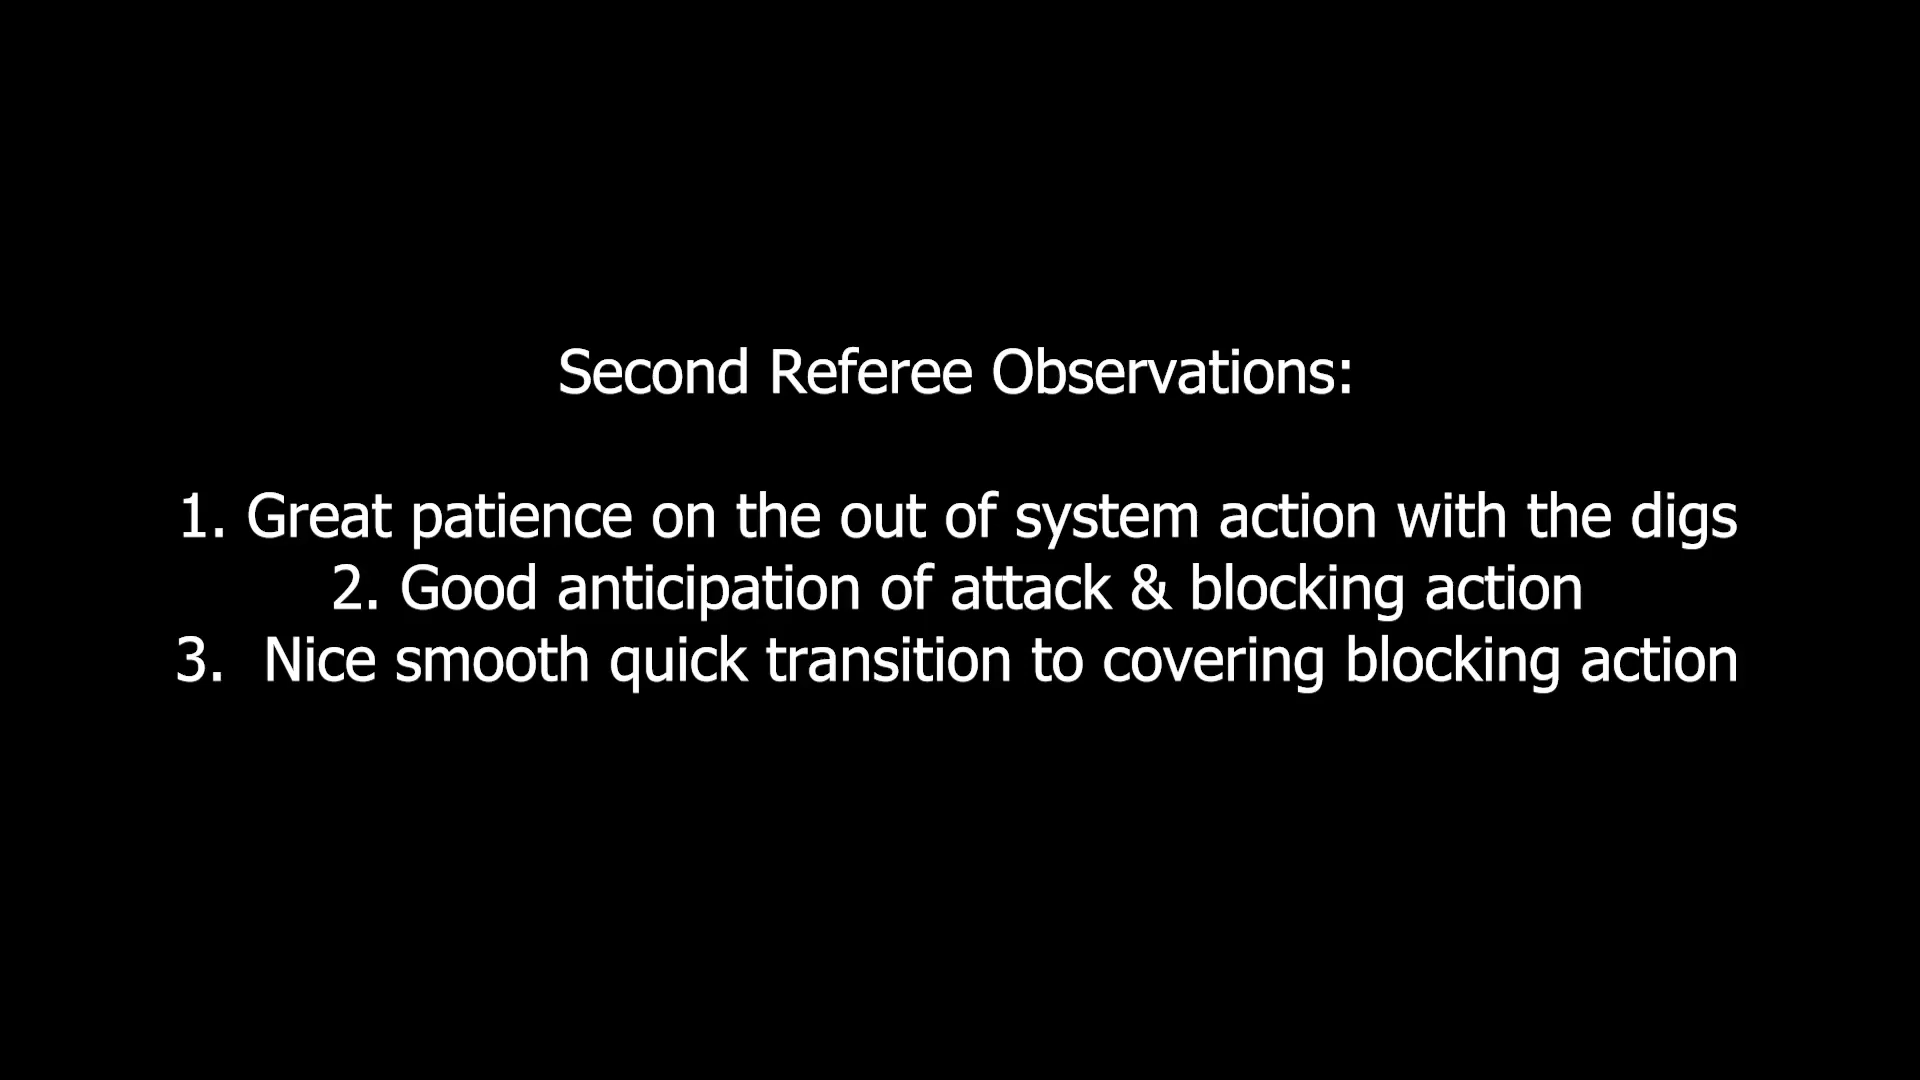 Second Referee Observations:
1. Great patience on the out of system action with the digs
2. Good anticipation of attack & blocking action
3.  Nice smooth quick transition to covering blocking action